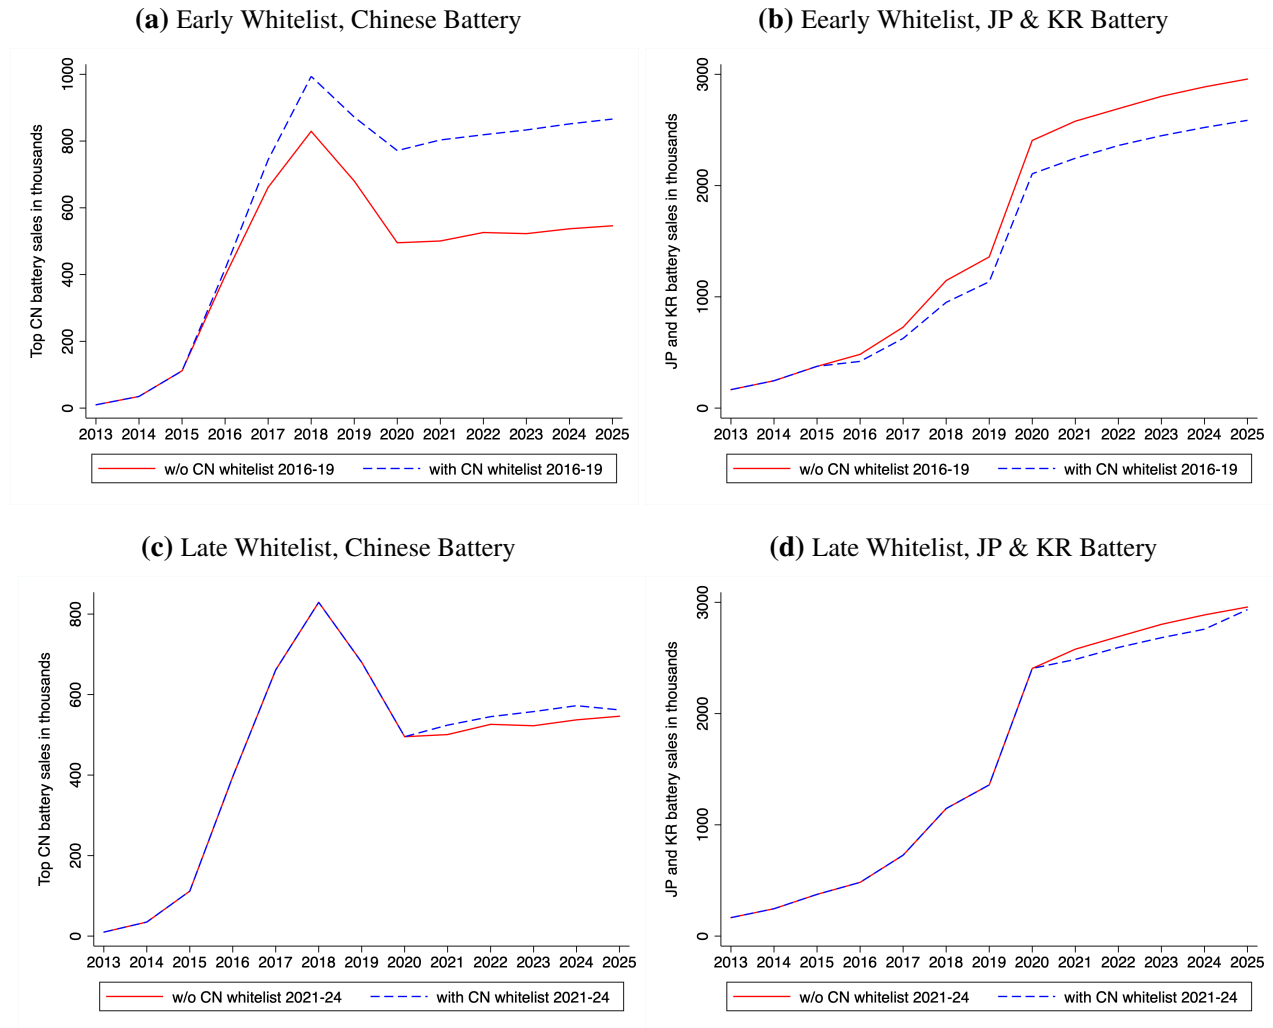 (a) Early Whitelist, Chinese Battery
Top CN battery sales in thousands
1000
800
600
400
200
0
2013 2014 2015 2016 2017 2018 2019 2020 2021 2022 2023 2024 2025
w/o CN whitelist 2016-19 with CN whitelist 2016-19
(b) Eearly Whitelist, JP & KR Battery
JP and KR battery sales in thousands
3000
2000
1000
0
2013 2014 2015 2016 2017 2018 2019 2020 2021 2022 2023 2024 2025
w/o CN whitelist 2016-19 with CN whitelist 2016-19
(c) Late Whitelist, Chinese Battery
Top CN battery sales in thousands
800
600
400
200
0
2013 2014 2015 2016 2017 2018 2019 2020 2021 2022 2023 2024 2025
w/o CN whitelist 2021-24 with CN whitelist 2021-24
(d) Late Whitelist, JP & KR Battery
JP and KR battery sales in thousands
3000
2000
1000
0
2013 2014 2015 2016 2017 2018 2019 2020 2021 2022 2023 2024 2025
w/o CN whitelist 2021-24 with CN whitelist 2021-24